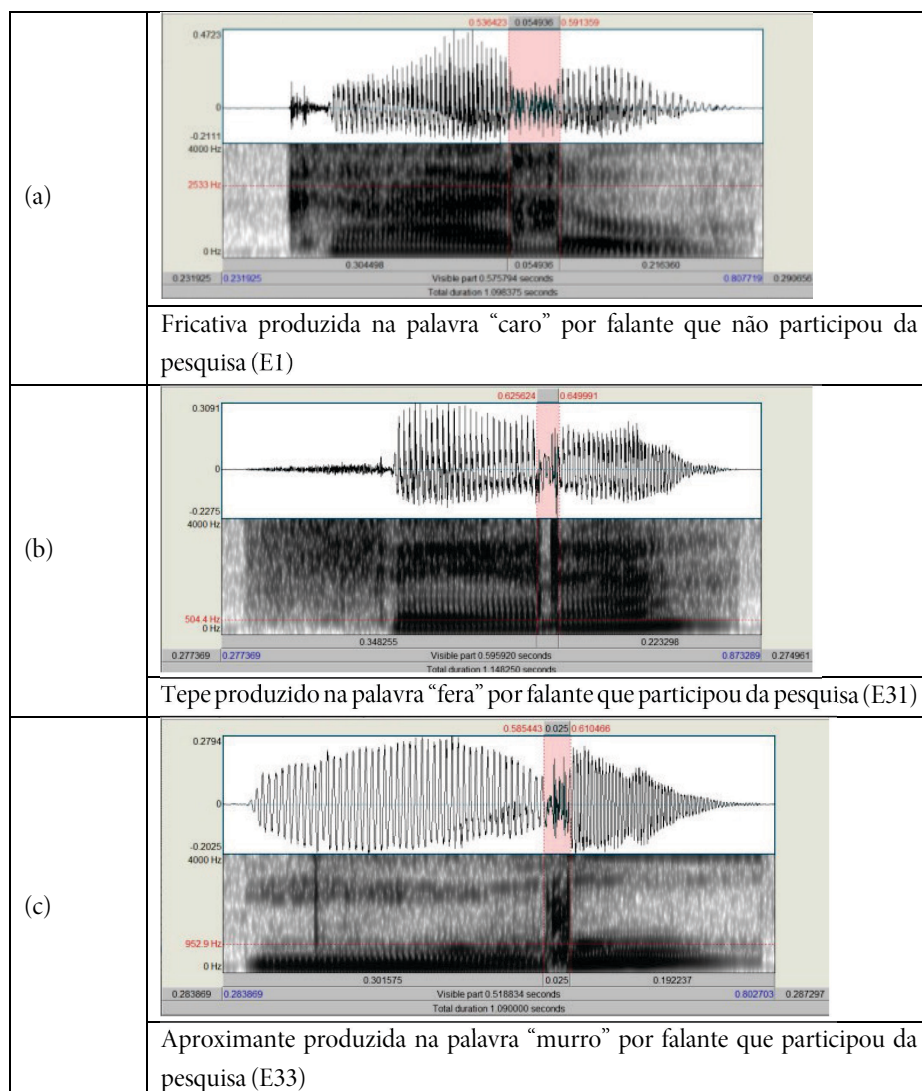 0.536423 0.054936 0.591359
0.4723
0
-0.2111
4000 Hz
(a)
2533 Hz
0 Hz
0.304498 0.054936 0.216360
0.231925 0.231925 Visible part 0.575794 seconds 0.807719 0.290656
Total duration 1.098375 seconds
Fricativa produzida na palavra “caro” por falante que não participou da
pesquisa (E1)
0.625624 0.649991
0.3091
0
-0.2275
4000 Hz
(b)
504.4 Hz
0 Hz
0.348255 0.223298
0.277369 0.277369 Visible part 0.595920 seconds 0.873289 0.274961
Total duration 1.148250 seconds
Tepe produzido na palavra “fera” por falante que participou da pesquisa (E31)
0.585443 0.025 0.610466
0.2794
0
-0.2025
4000 Hz
(c)
952.9 Hz
0 Hz
0.301575 0.025 0.192237
0.283869 0.283869 Visible part 0.518834 seconds 0.802703 0.287297
Total duration 1.090000 seconds
Aproximante produzida na palavra “murro” por falante que participou da
pesquisa (E33)